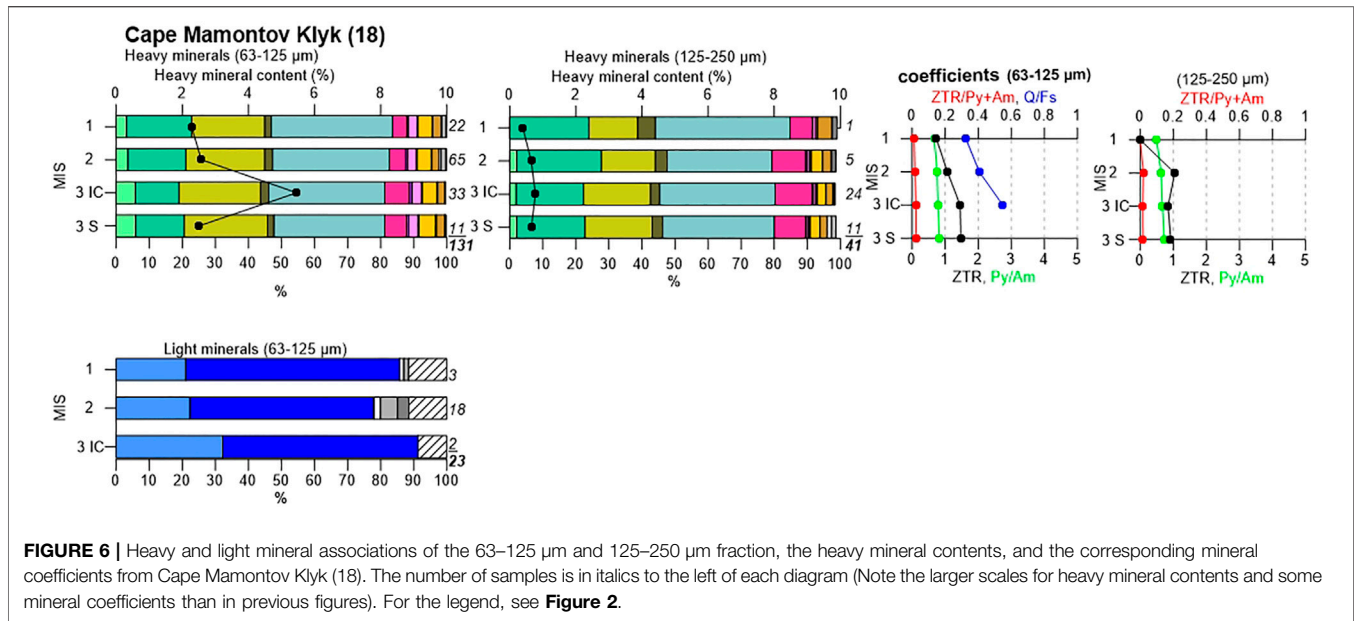 Cape Mamontov Klyk (18)
Heavy minerals (63-125 µm)
Heavy mineral content (%)
0 2 4 6 8 10
1 22
2 65
MIS
3 IC 33
3 S 11
131
0 10 20 30 40 50 60 70 80 90 100
%
Heavy minerals (125-250 µm)
Heavy mineral content (%)
0 2 4 6 8 10
1 1
2 5
MIS
3 IC 24
3 S 11
41
0 10 20 30 40 50 60 70 80 90 100
%
coefficients (63-125 µm)
ZTR/Py+Am, Q/Fs
0 0.2 0.4 0.6 0.8 1
1
2
MIS
3 IC
3 S
0 1 2 3 4 5
ZTR, Py/Am
(125-250 µm)
ZTR/Py+Am
0 0.2 0.4 0.6 0.8 1
1
2
MIS
3 IC
3 S
0 1 2 3 4 5
ZTR, Py/Am
Light minerals (63-125 µm)
1 3
2 18
MIS
3 IC 2
23
0 10 20 30 40 50 60 70 80 90 100
%
FIGURE 6 | Heavy and light mineral associations of the 63–125 µm and 125–250 µm fraction, the heavy mineral contents, and the corresponding mineral
coefficients from Cape Mamontov Klyk (18). The number of samples is in italics to the left of each diagram (Note the larger scales for heavy mineral contents and some
mineral coefficients than in previous figures). For the legend, see Figure 2.